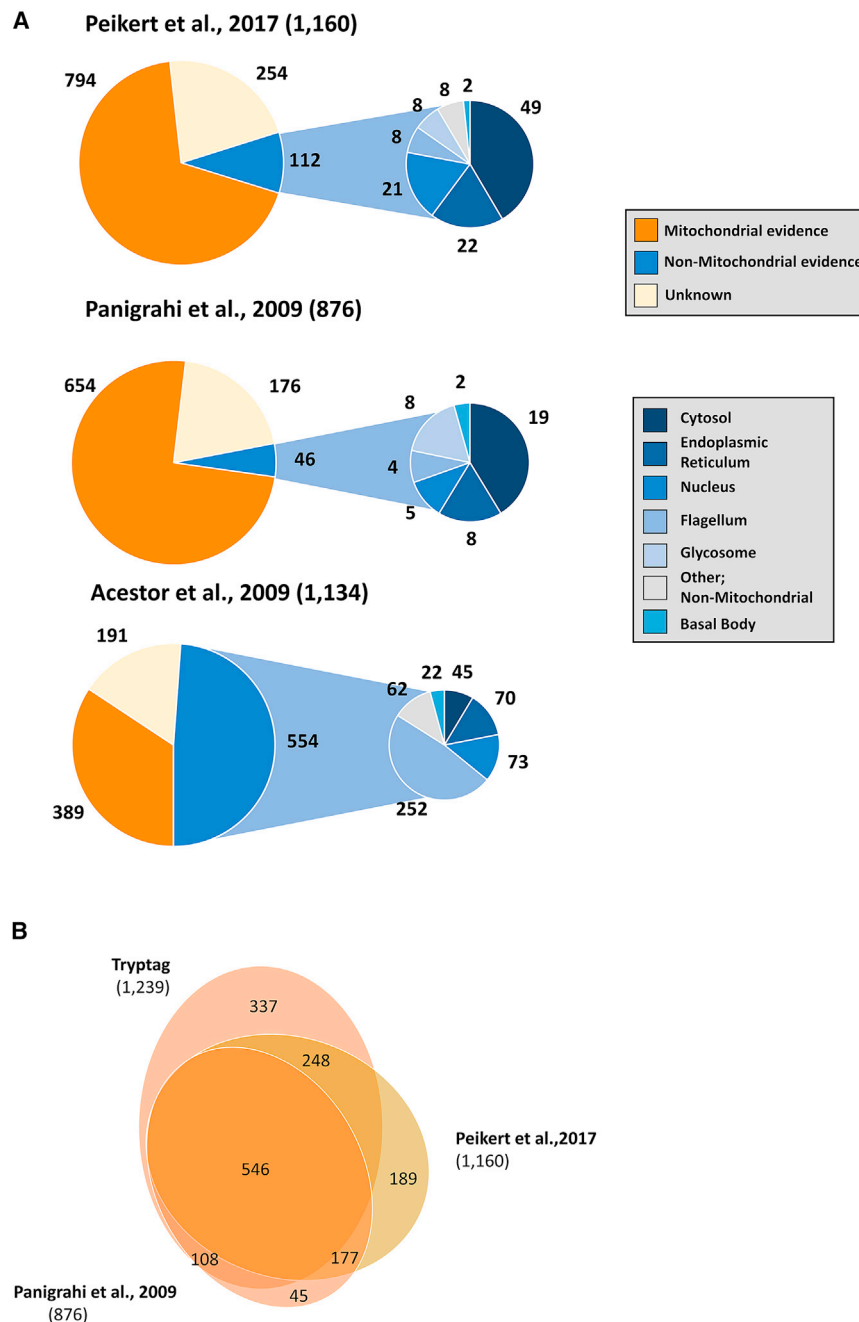 A
Peikert et al., 2017 (1,160)
794
254
112
8
8
2
49
8
21
22
Mitochondrial evidence
Non-Mitochondrial evidence
Unknown
Panigrahi et al., 2009 (876)
654
176
46
8
2
19
4
5
8
Cytosol
Endoplasmic
Reticulum
Nucleus
Flagellum
Glycosome
Other;
Non-Mitochondrial
Basal Body
Acestor et al., 2009 (1,134)
191
554
389
62
22
45
70
73
252
B
Tryptag
(1,239)
337
248
Peikert et al.,2017
(1,160)
546
189
108
177
Panigrahi et al., 2009
(876)
45